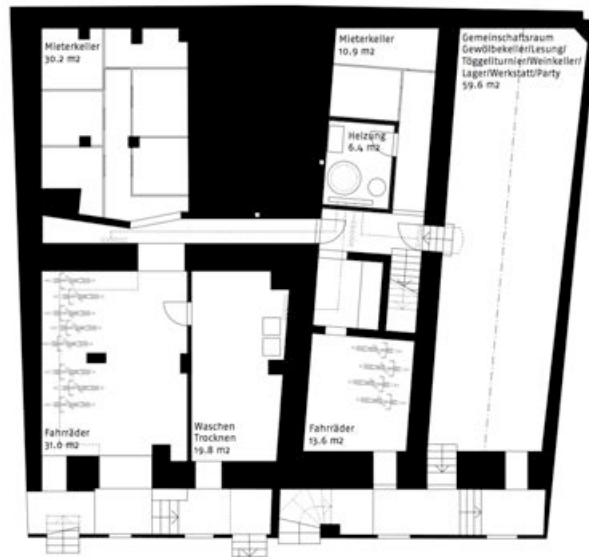 Mieterkeller
30.2 m2
Mieterkeller
10.9 m2
Gemeinschaftsraum
Gewölbekeller/Lesung/
Töggeliturnier/Weinkeller/
Lager/Werkstatt/Party
59.6 m2
Heizung
6.4 m2
Fahrräder
31.0 m2
Waschen
Trocknen
19.8 m2
Fahrräder
13.6 m2